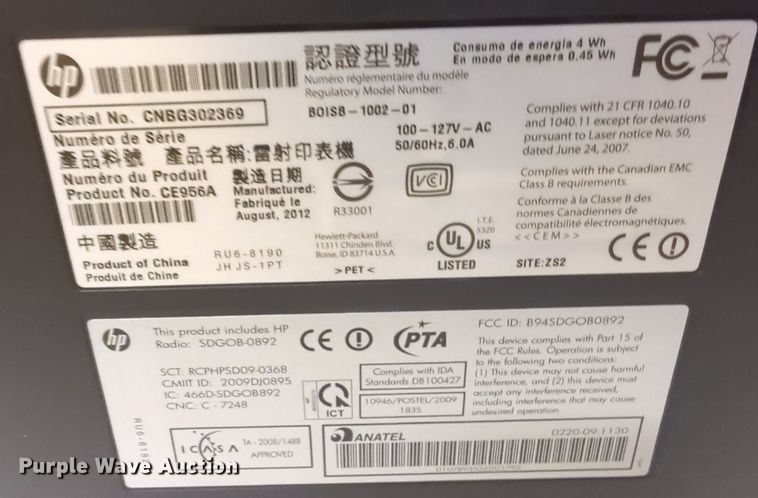 hp
認證型號
Consumo de energia 4 Wh
En modo de espera 0.45 Wh
FC
Numéro réglementaire du modèle
Regulatory Model Number:
BOISB-1002-01
Serial No. CNBG302369
Numéro de Série
產品料號 產品名稱:雷射印表機
100-127V-AC
50/60Hz, 6.0A
Complies with 21 CFR 1040.10
and 1040.11 except for deviations
pursuant to Laser notice No. 50,
dated June 24, 2007.
Numéro du Produit
Product No. CE956A
製造日期
Manufactured:
Fabriqué le
August, 2012
R33001
VCI
Complies with the Canadian EMC
Class B requirements.
Conforme à la Classe B des
normes Canadiennes de
compatibilité électromagnétiques.
<<CEM>>
中國製造
Product of China
Produit de Chine
RU6-8190
JHJS-1PT
Hewlett-Packard
11311 Chinden Blvd.
Boise, ID 83714 U.S.A
>PET<
C UL US
I.T.E.
5320
LISTED
SITE:ZS2
CE
hp
This product includes HP
Radio: SDGOB-0892
CE
PTA
FCC ID: B94SDGOB0892
This device complies with Part 15 of
the FCC Rules. Operation is subject
to the following two conditions:
(1) This device may not cause harmful
interference, and (2) this device must
accept any interference received,
including interference that may cause
undesired operation.
SCT: RCPHPSD09-0368
CMIIT ID: 2009DJ0895
IC: 466D-SDGOB892
CNC: C-7248
ICT
Complies with IDA
Standards DB100427
10946/POSTEL/2009
1835
RU6-8182
ICASA
TA-2008/1488
APPROVED
ANATEL
0220-09-1130
Purple Wave Auction